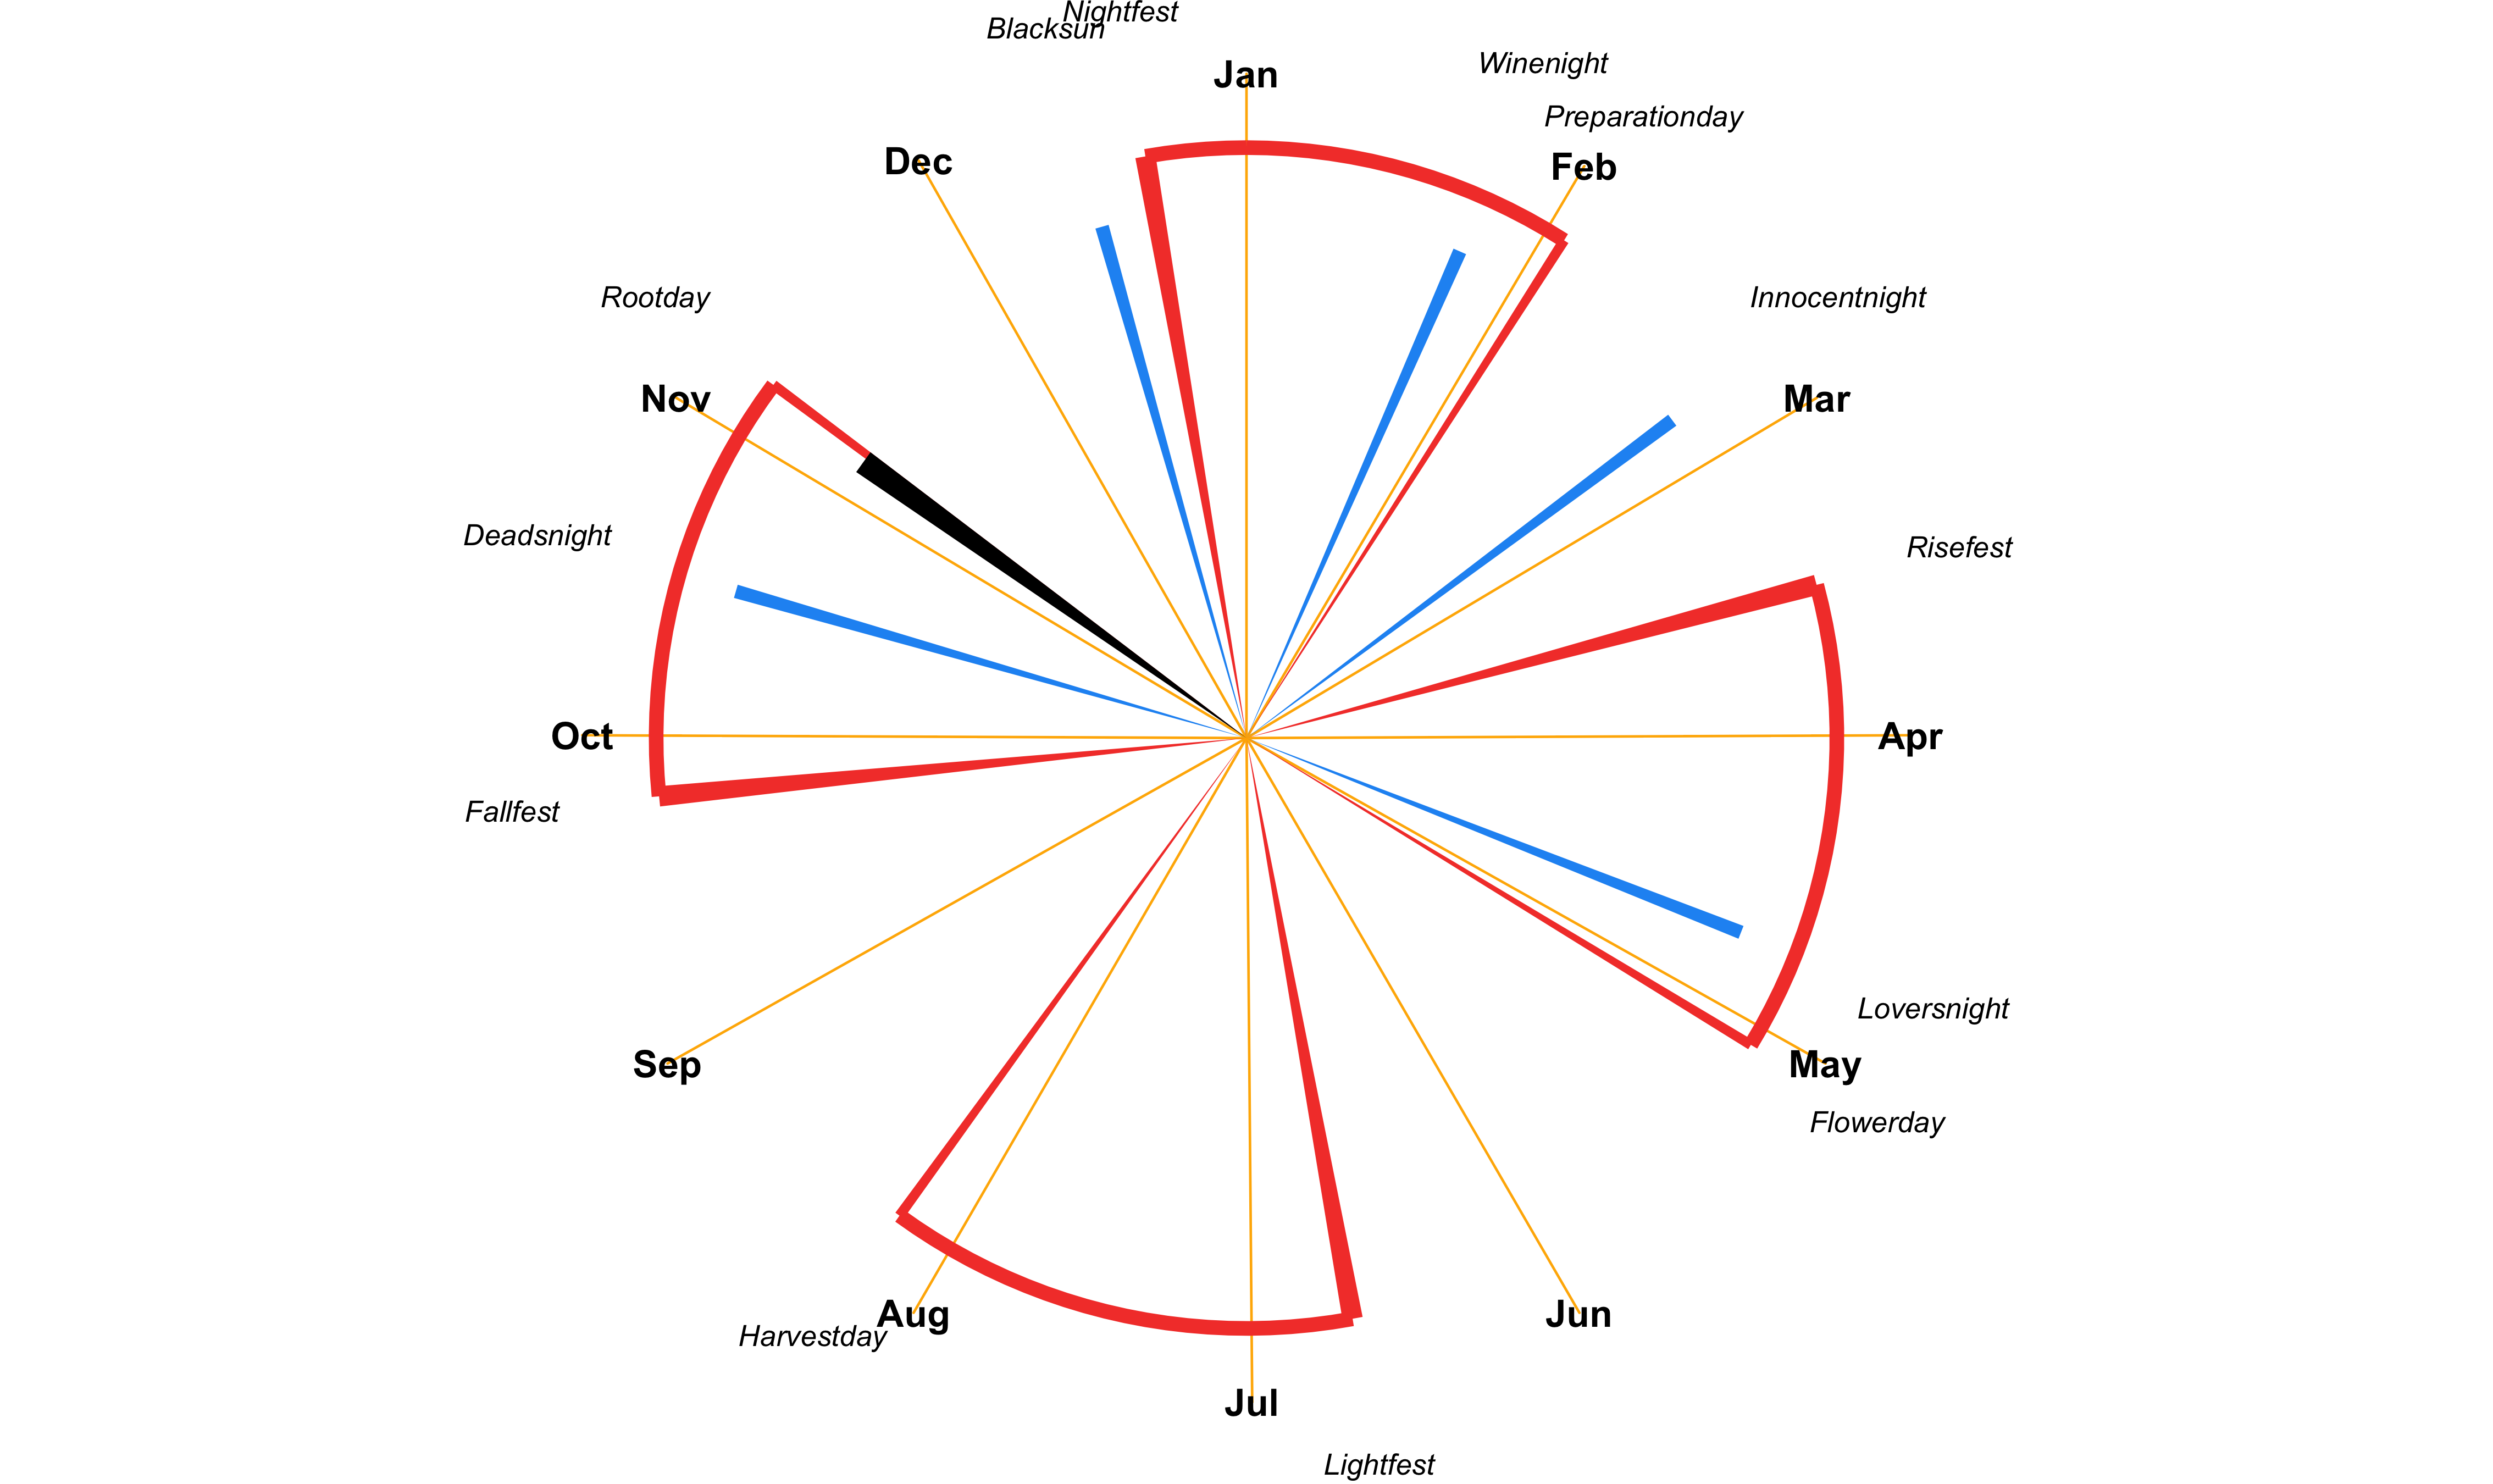 Nightfest
Blacksun
Winenight
Jan
Preparationday
Dec
Feb
Rootday
Innocentnight
Nov
Mar
Deadsnight
Risefest
Oct
Apr
Fallfest
Loversnight
Sep
May
Flowerday
Aug
Jun
Harvestday
Jul
Lightfest